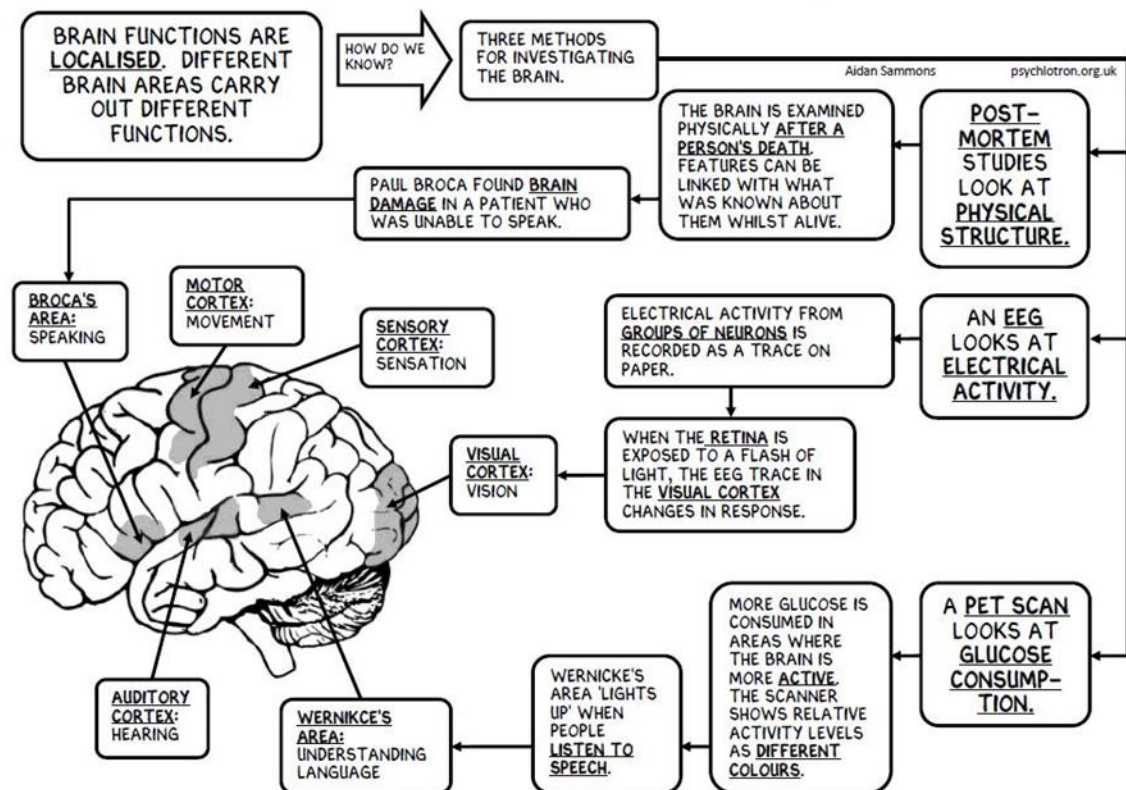 BRAIN FUNCTIONS ARE
LOCALISED. DIFFERENT
BRAIN AREAS CARRY
OUT DIFFERENT
FUNCTIONS.
HOW DO WE
KNOW?
THREE METHODS
FOR INVESTIGATING
THE BRAIN.
Aidan Sammons
psychlotron.org.uk
POST-
MORTEM
STUDIES
LOOK AT
PHYSICAL
STRUCTURE.
THE BRAIN IS EXAMINED
PHYSICALLY AFTER A
PERSON'S DEATH.
FEATURES CAN BE
LINKED WITH WHAT
WAS KNOWN ABOUT
THEM WHILST ALIVE.
PAUL BROCA FOUND BRAIN
DAMAGE IN A PATIENT WHO
WAS UNABLE TO SPEAK.
BROCA'S
AREA:
SPEAKING
MOTOR
CORTEX:
MOVEMENT
SENSORY
CORTEX:
SENSATION
AN EEG
LOOKS AT
ELECTRICAL
ACTIVITY.
ELECTRICAL ACTIVITY FROM
GROUPS OF NEURONS IS
RECORDED AS A TRACE ON
PAPER.
WHEN THE RETINA IS
EXPOSED TO A FLASH OF
LIGHT, THE EEG TRACE IN
THE VISUAL CORTEX
CHANGES IN RESPONSE.
VISUAL
CORTEX:
VISION
A PET SCAN
LOOKS AT
GLUCOSE
CONSUMP-
TION.
MORE GLUCOSE IS
CONSUMED IN
AREAS WHERE
THE BRAIN IS
MORE ACTIVE.
THE SCANNER
SHOWS RELATIVE
ACTIVITY LEVELS
AS DIFFERENT
COLOURS.
WERNICKE'S
AREA 'LIGHTS
UP' WHEN
PEOPLE
LISTEN TO
SPEECH.
WERNIKCE'S
AREA:
UNDERSTANDING
LANGUAGE
AUDITORY
CORTEX:
HEARING